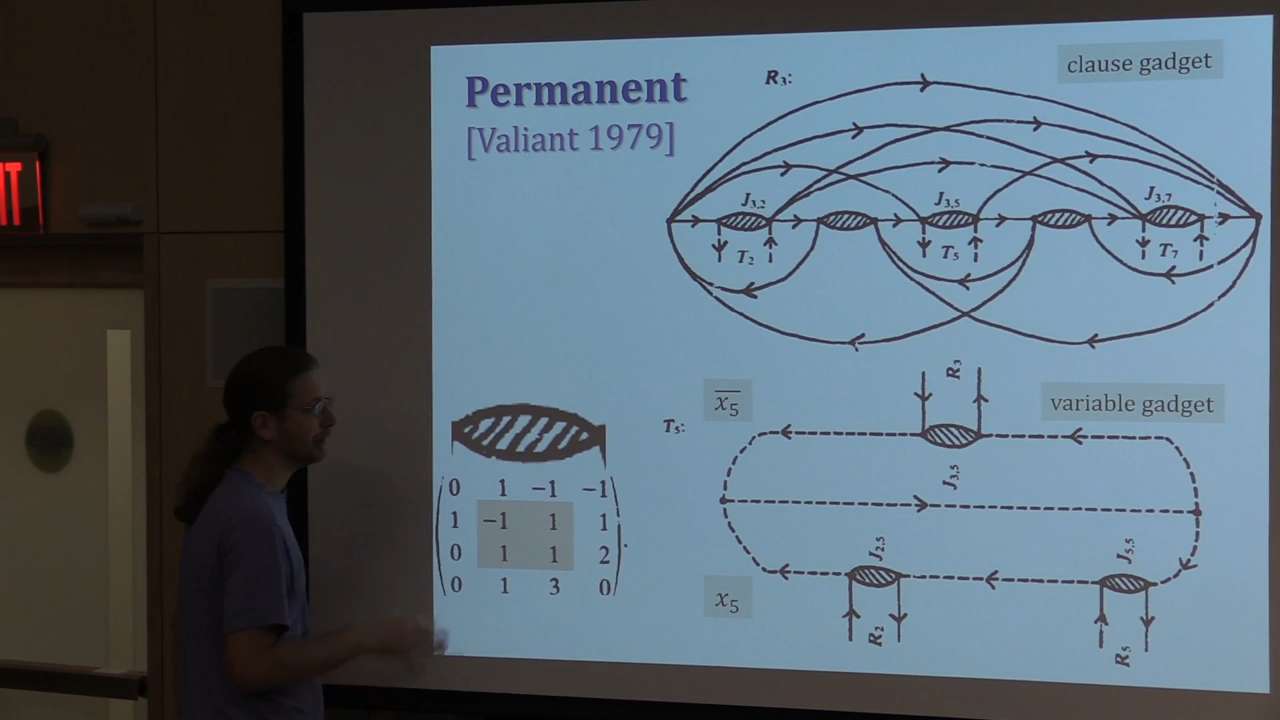 Permanent
[Valiant 1979]
R₃:
clause gadget
J₃,₂
J₃,₅
J₃,₇
T₂
T₅
T₇
T₅:
x̅₅
variable gadget
R₃
J₃,₅
J₂,₅
J₅,₅
x₅
R₂
R₅
0 1 −1 −1
1 −1 1 1
0 1 1 2
0 1 3 0
IT